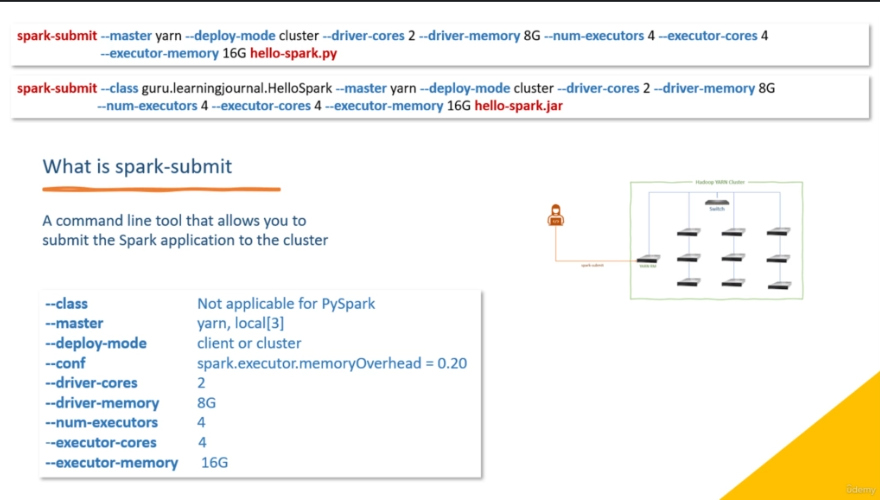 spark-submit --master yarn --deploy-mode cluster --driver-cores 2 --driver-memory 8G --num-executors 4 --executor-cores 4
--executor-memory 16G hello-spark.py
spark-submit --class guru.learningjournal.HelloSpark --master yarn --deploy-mode cluster --driver-cores 2 --driver-memory 8G
--num-executors 4 --executor-cores 4 --executor-memory 16G hello-spark.jar
What is spark-submit
A command line tool that allows you to
submit the Spark application to the cluster
Hadoop YARN Cluster
Switch
spark-submit
YARN RM
--class Not applicable for PySpark
--master yarn, local[3]
--deploy-mode client or cluster
--conf spark.executor.memoryOverhead = 0.20
--driver-cores 2
--driver-memory 8G
--num-executors 4
--executor-cores 4
--executor-memory 16G
Udemy